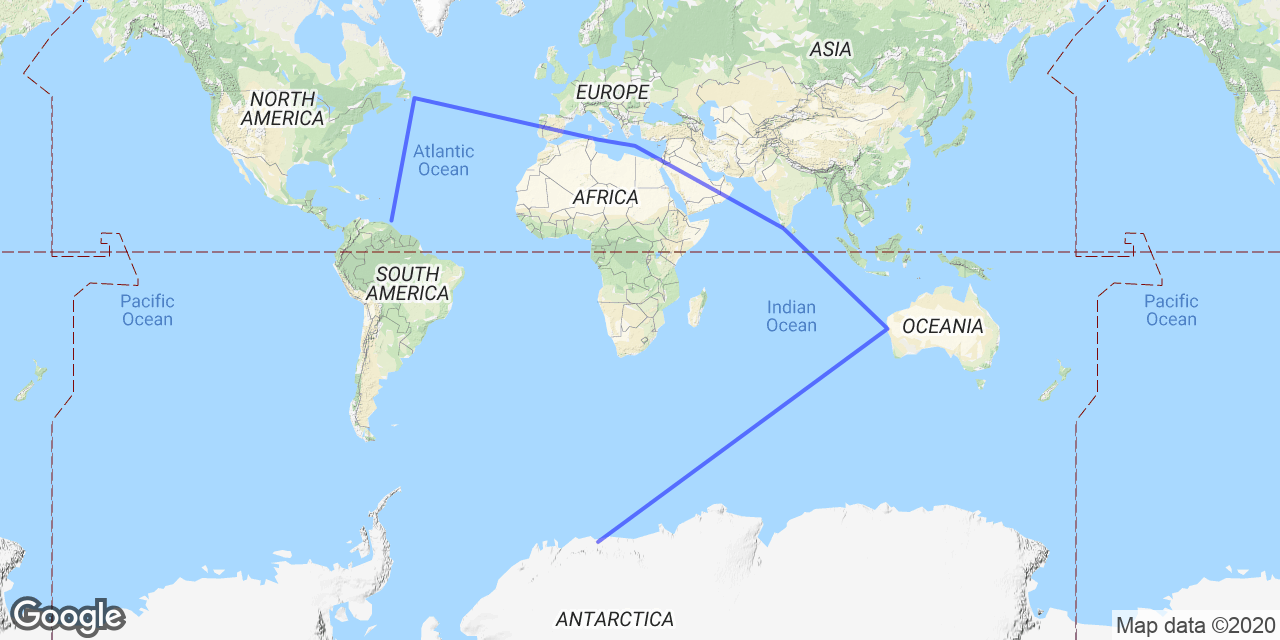 ASIA
EUROPE
NORTH
AMERICA
Atlantic
Ocean
AFRICA
SOUTH
AMERICA
Pacific
Ocean
Indian
Ocean
OCEANIA
Pacific
Ocean
ANTARCTICA
Google
Map data ©2020